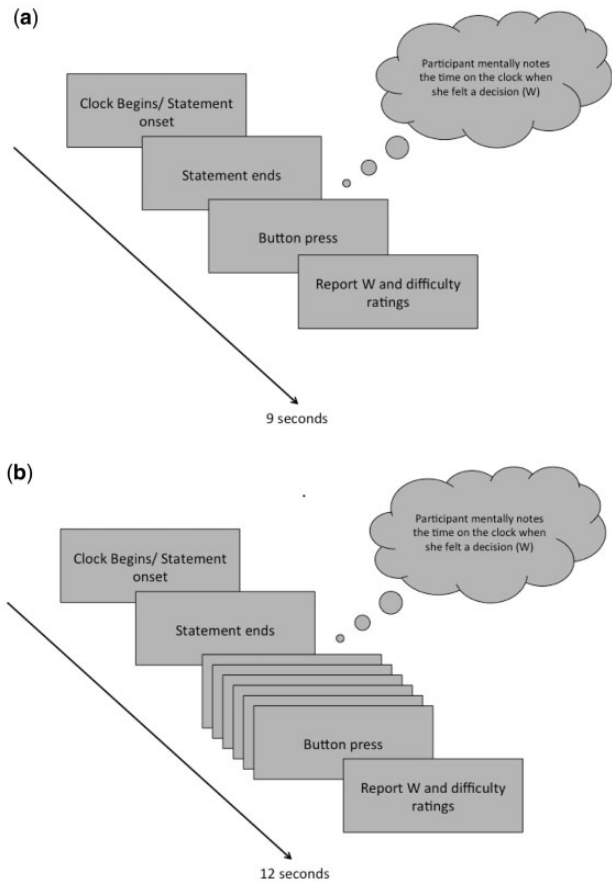 (a)
Participant mentally notes
the time on the clock when
she felt a decision (W)
Clock Begins/ Statement
onset
Statement ends
Button press
Report W and difficulty
ratings
9 seconds
(b)
Participant mentally notes
the time on the clock when
she felt a decision (W)
Clock Begins/ Statement
onset
Statement ends
Button press
Report W and difficulty
ratings
12 seconds